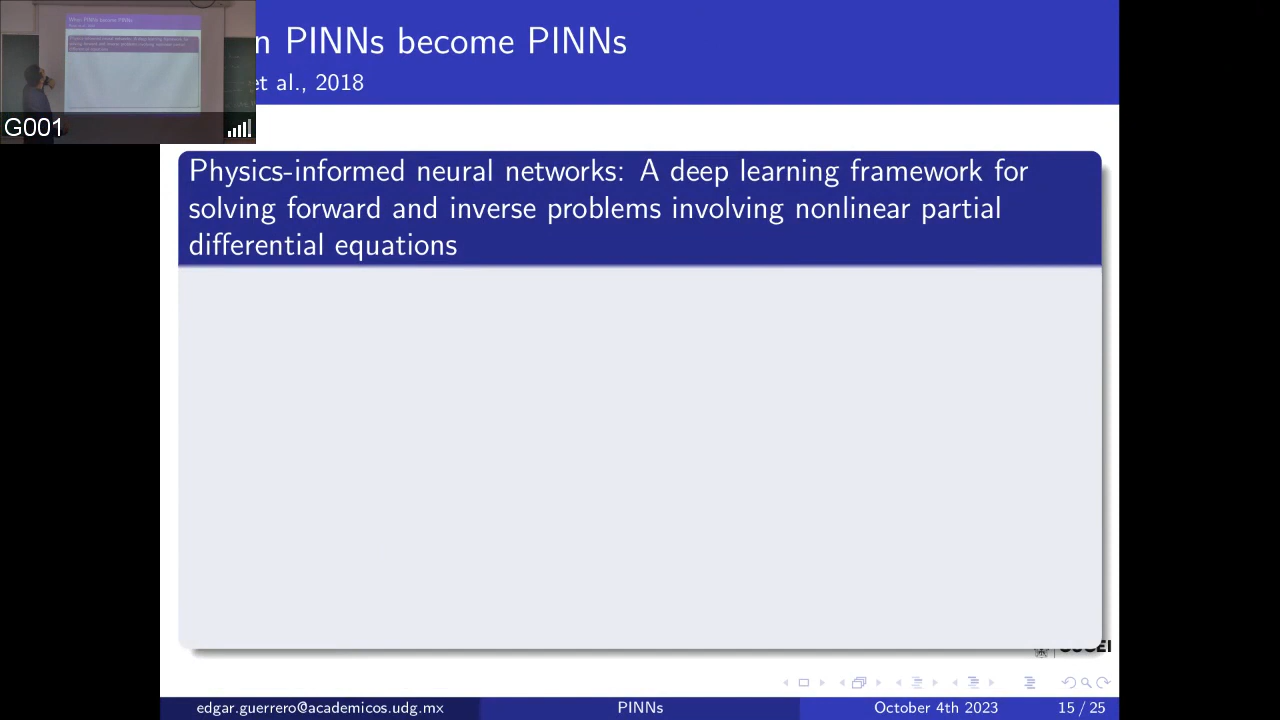 n PINNs become PINNs
et al., 2018
G001
Physics-informed neural networks: A deep learning framework for
solving forward and inverse problems involving nonlinear partial
differential equations
edgar.guerrero@academicos.udg.mx PINNs October 4th 2023 15 / 25